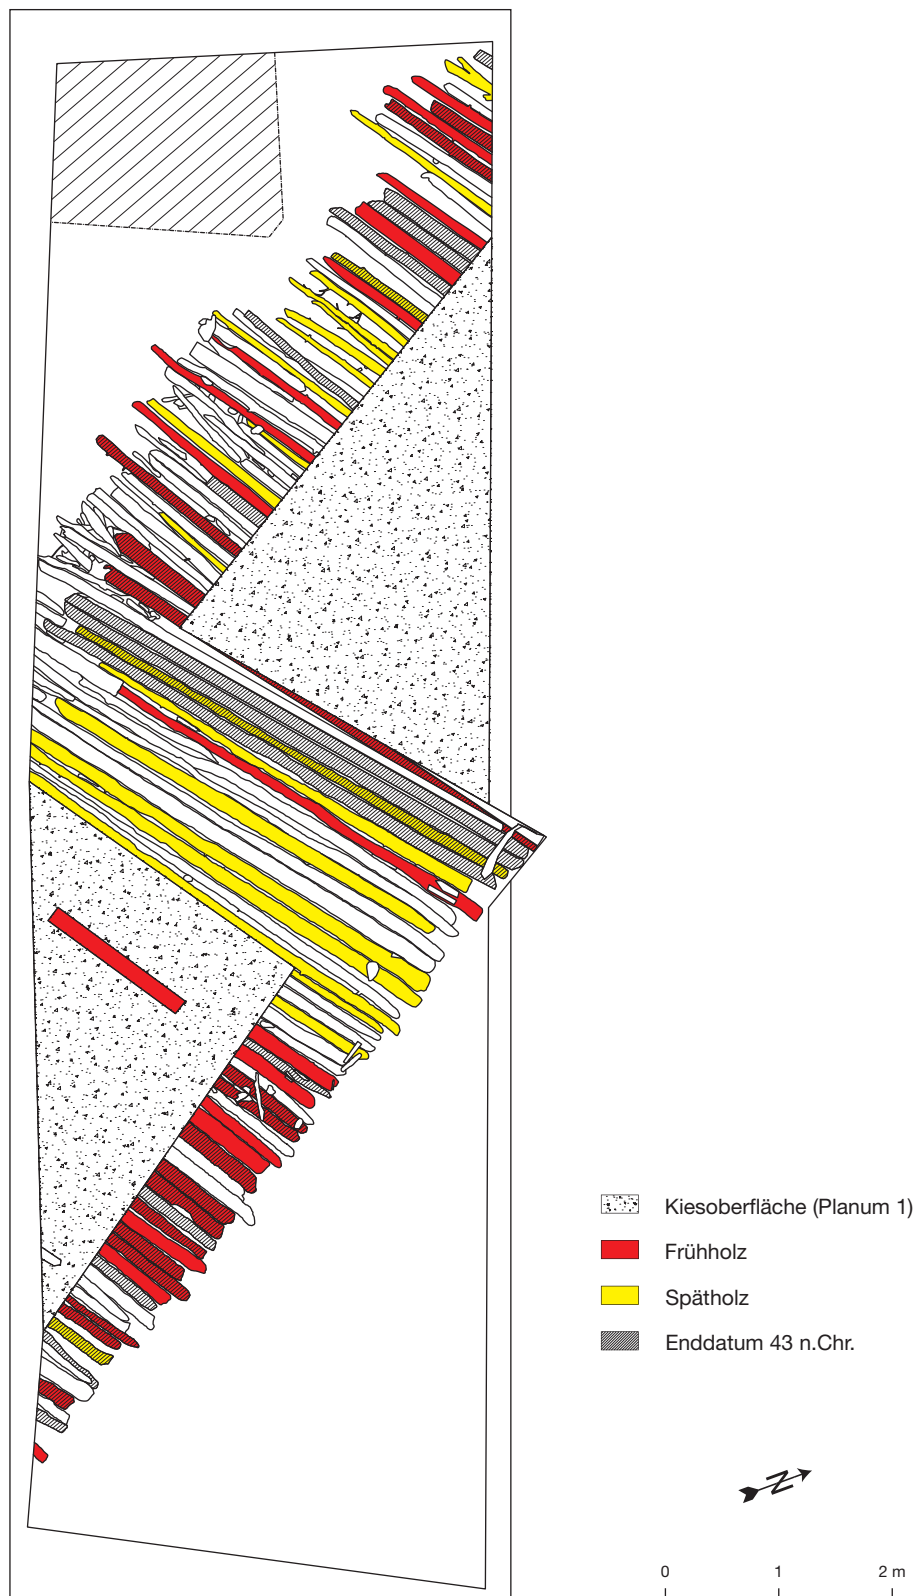 Kiesoberfläche (Planum 1)
Frühholz
Spätholz
Enddatum 43 n.Chr.
N
0 1 2 m